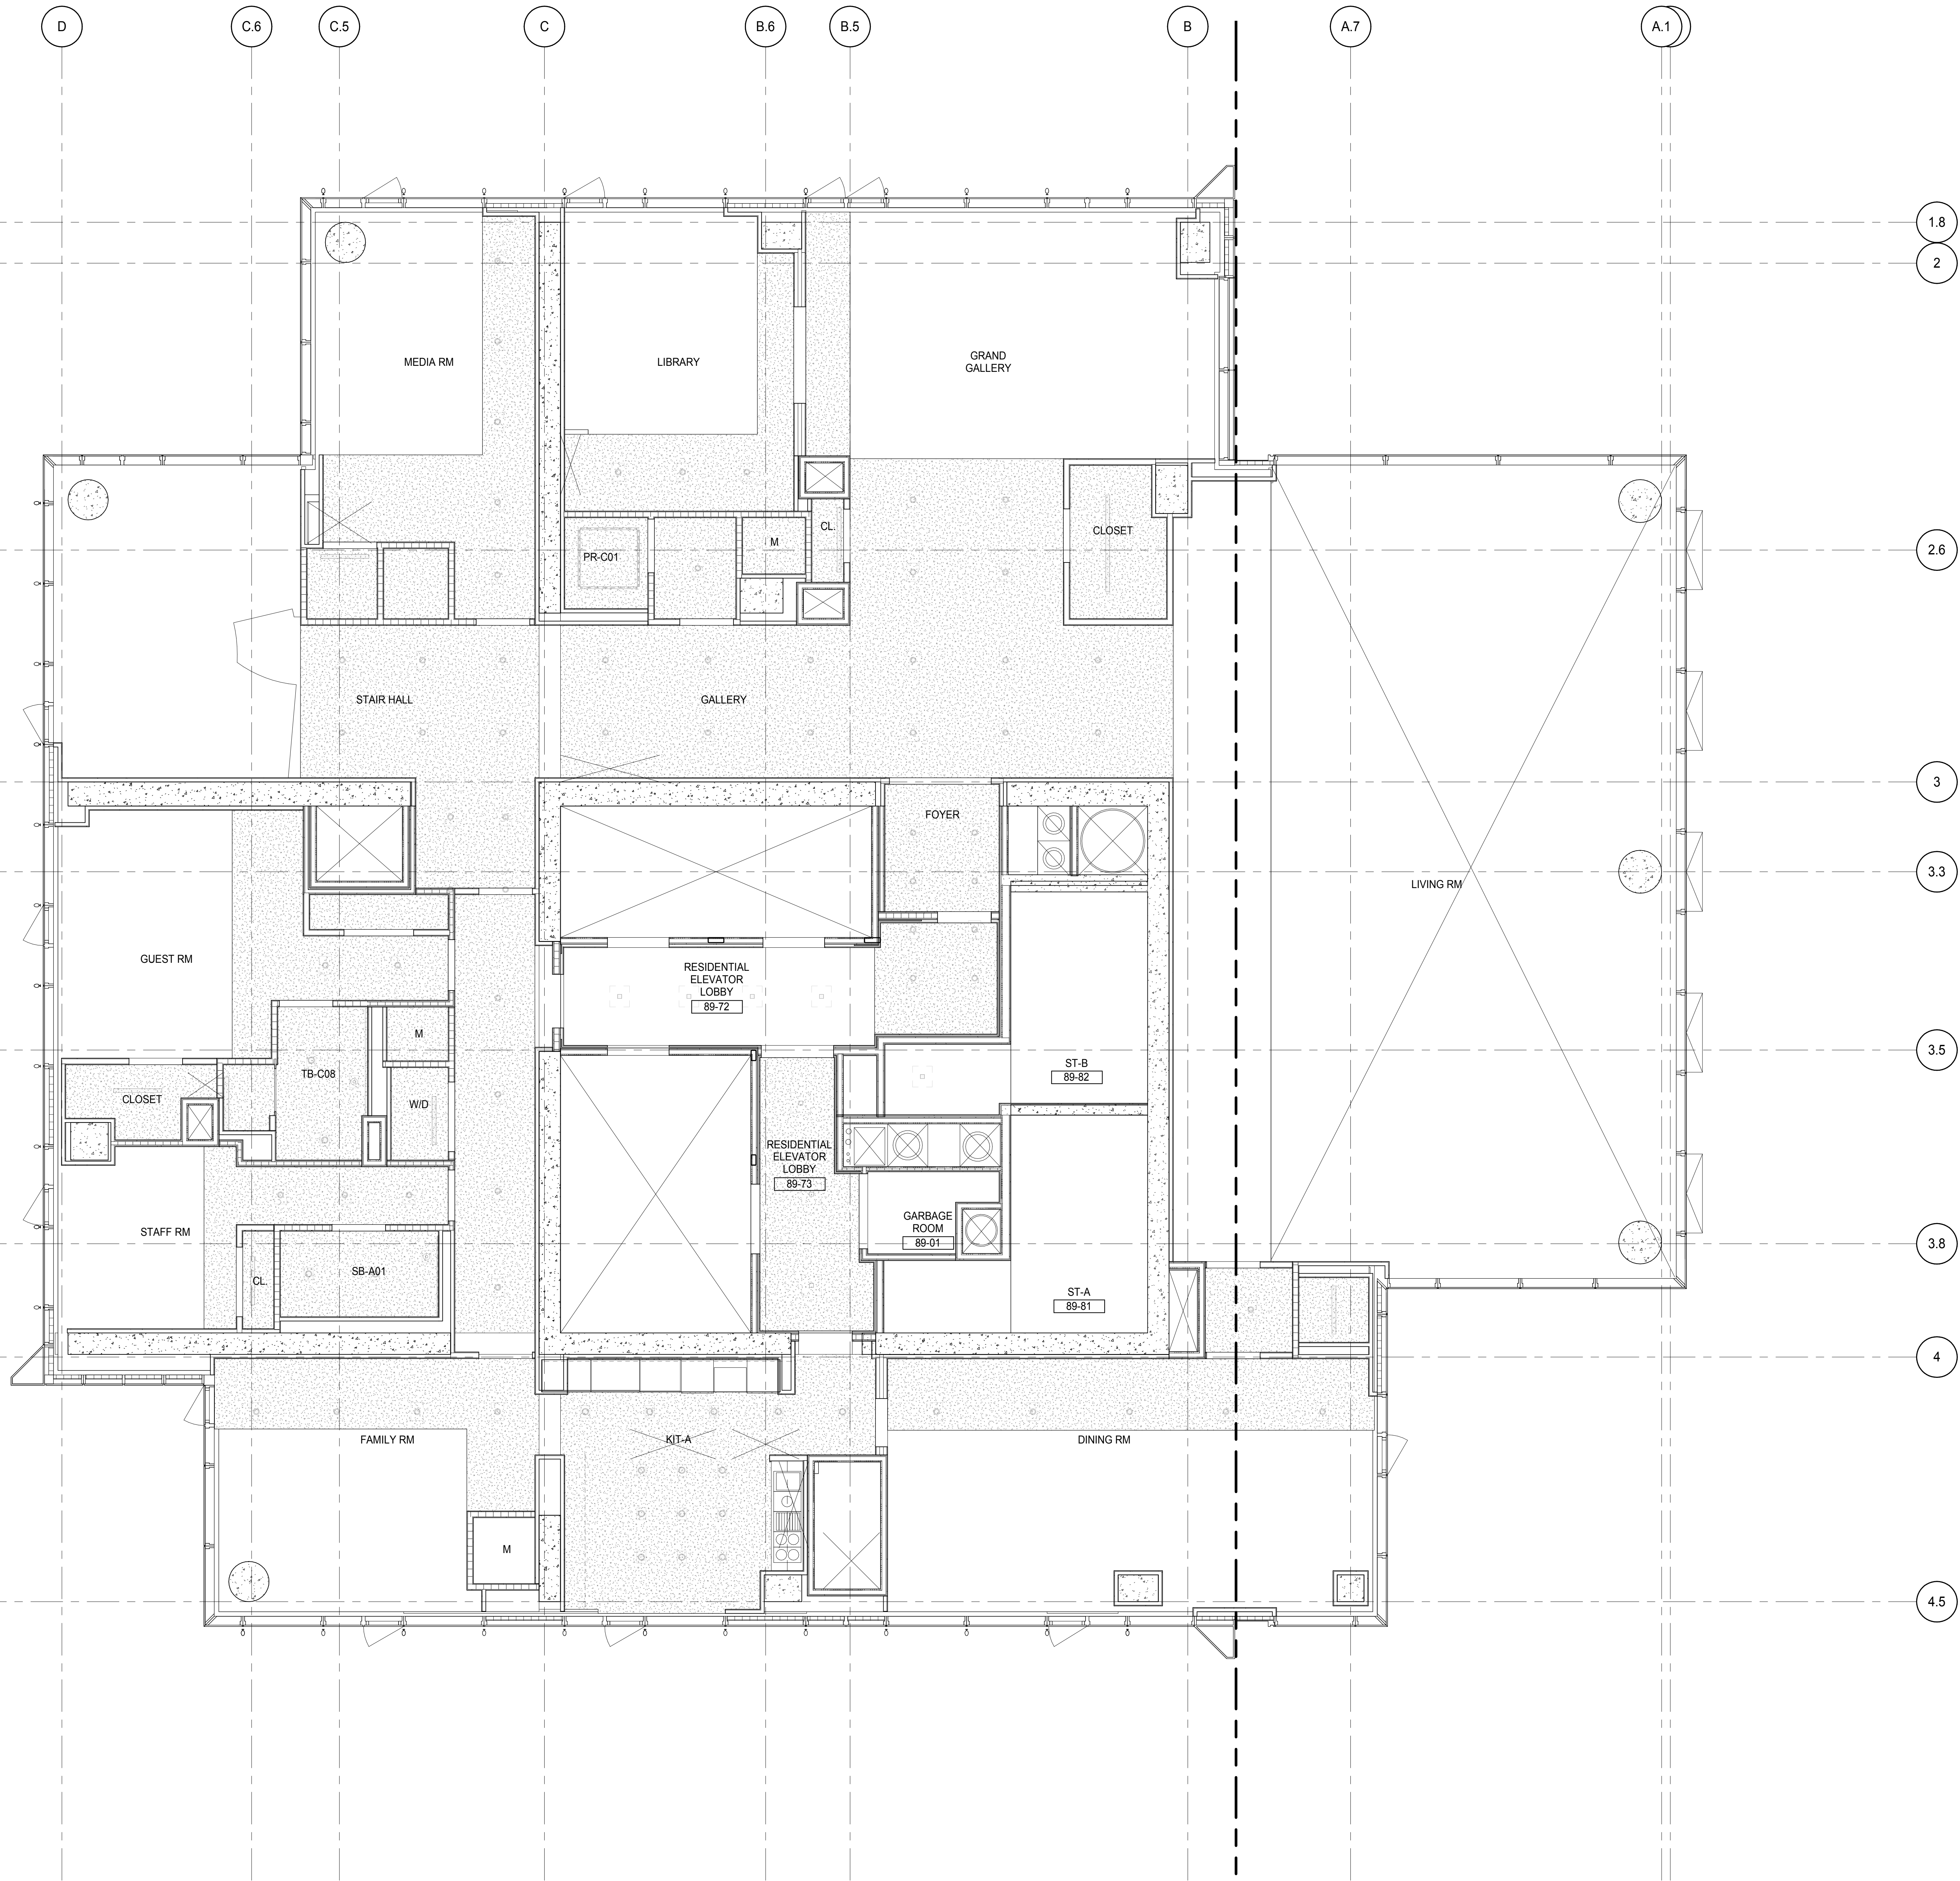 D
C.6
C.5
C
B.6
B.5
B
A.7
A.1
1.8
2
MEDIA RM
LIBRARY
GRAND
GALLERY
CL.
CLOSET
M
PR-C01
2.6
STAIR HALL
GALLERY
3
FOYER
3.3
LIVING RM
GUEST RM
RESIDENTIAL
ELEVATOR
LOBBY
89-72
M
3.5
ST-B
89-82
TB-C08
CLOSET
W/D
RESIDENTIAL
ELEVATOR
LOBBY
89-73
GARBAGE
ROOM
89-01
STAFF RM
3.8
SB-A01
CL.
ST-A
89-81
4
FAMILY RM
KIT-A
DINING RM
M
4.5